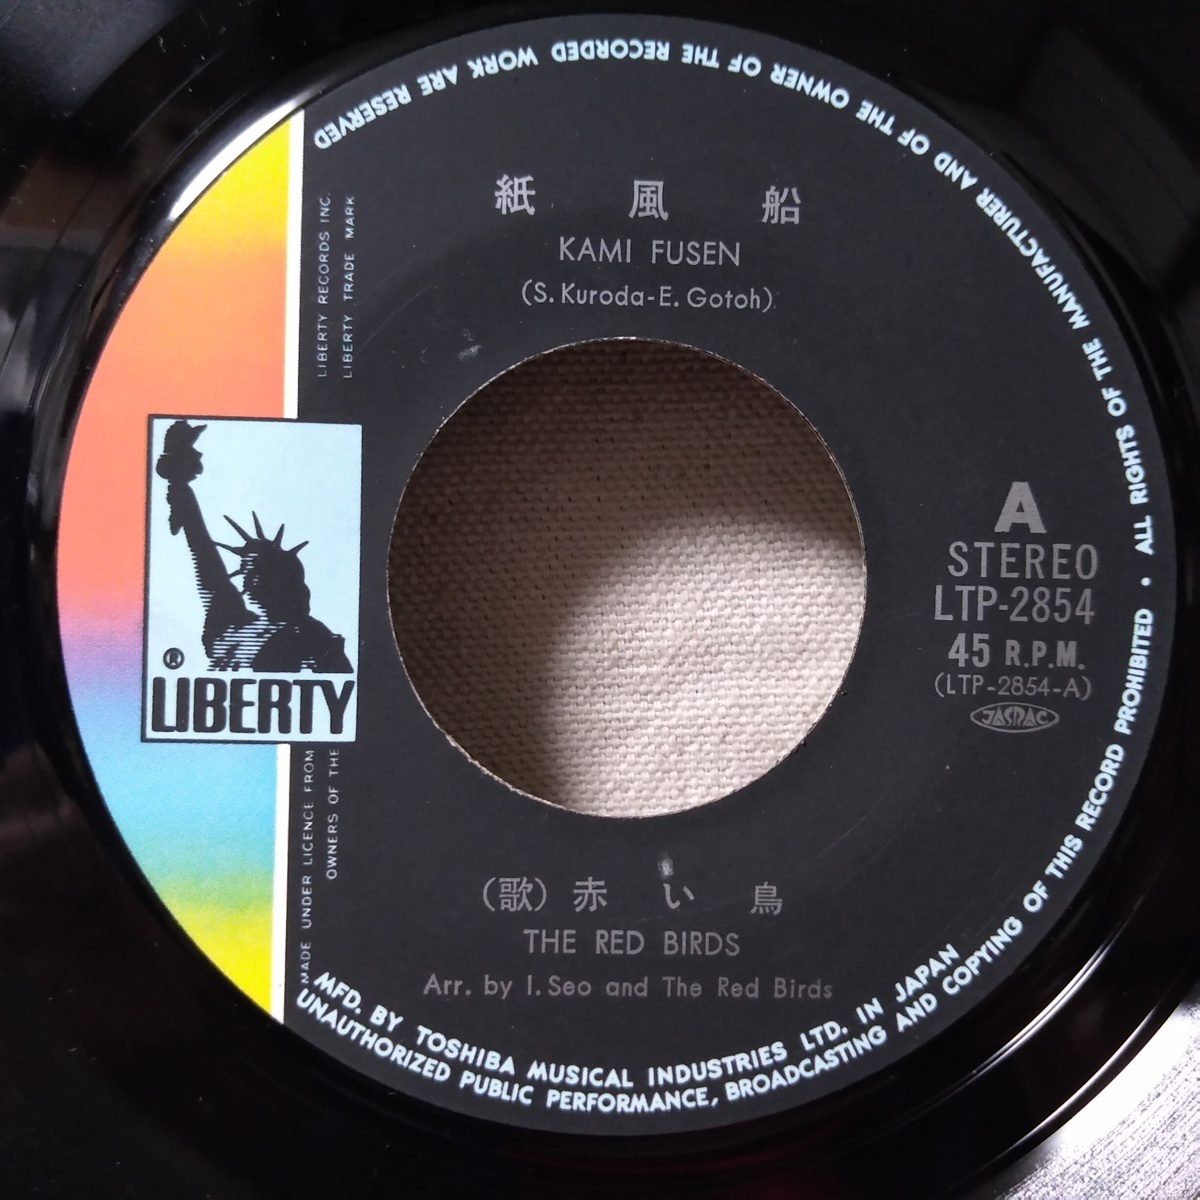 紙風船
KAMI FUSEN
(S. Kuroda-E. Gotoh)
LIBERTY RECORDS INC.
LIBERTY TRADE MARK
®
LIBERTY
MADE UNDER LICENCE FROM
OWNERS OF THE
A
STEREO
LTP-2854
45 R.P.M.
(LTP-2854-A)
JASRAC
(歌) 赤い鳥
THE RED BIRDS
Arr. by I. Seo and The Red Birds
MFD. BY TOSHIBA MUSICAL INDUSTRIES LTD. IN JAPAN
ALL RIGHTS OF THE MANUFACTURER AND OF THE OWNER OF THE RECORDED WORK ARE RESERVED
UNAUTHORIZED PUBLIC PERFORMANCE, BROADCASTING AND COPYING OF THIS RECORD PROHIBITED •